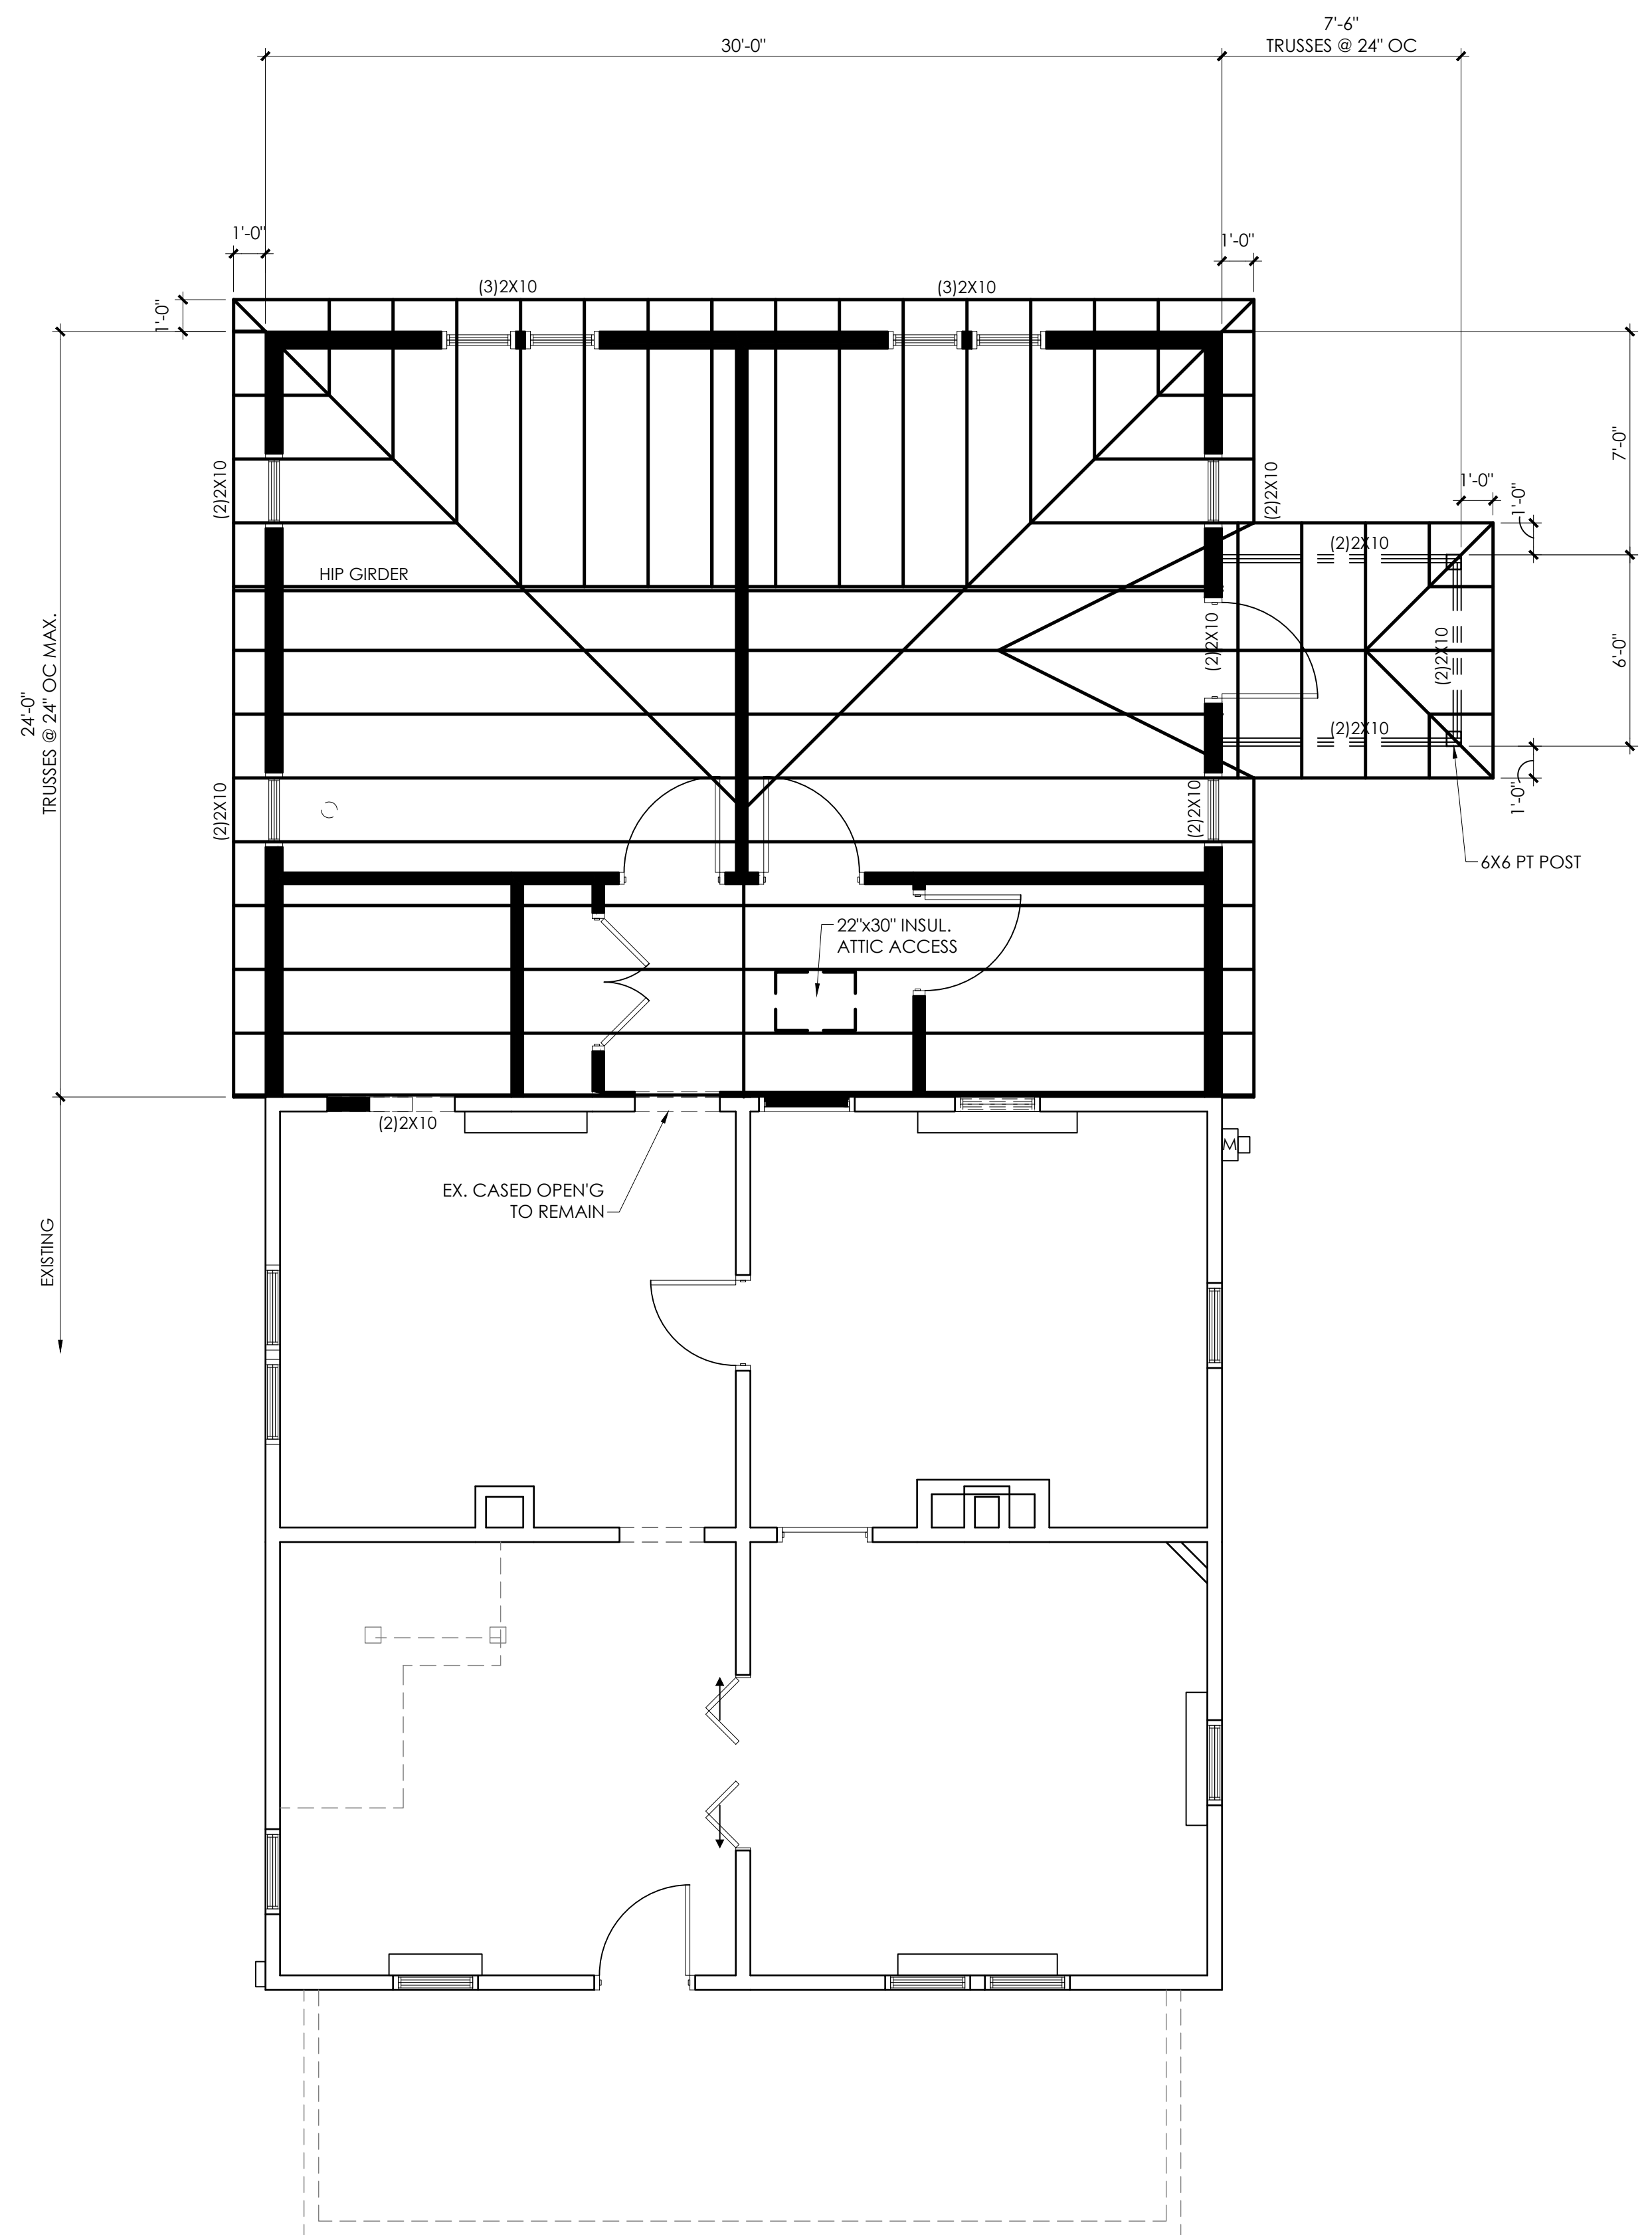 7'-6"
30'-0"
TRUSSES @ 24" OC
1'-0"
1'-0"
(3)2X10
(3)2X10
1'-0"
7'-0"
(2)2X10
(2)2X10
1'-0"
1'-0"
(2)2X10
HIP GIRDER
24'-0"
TRUSSES @ 24" OC MAX.
(2)2X10
(2)2X10
6'-0"
(2)2X10
(2)2X10
(2)2X10
1'-0"
6X6 PT POST
22"x30" INSUL.
ATTIC ACCESS
(2)2X10
M
EX. CASED OPEN'G
TO REMAIN
EXISTING